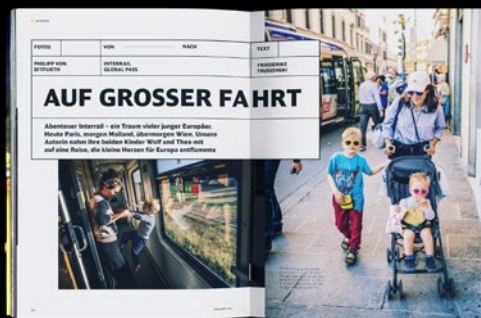 FOTOS
VON
NACH
TEXT
PHILIPP VON
DITFURTH
INTERRAIL
GLOBAL PASS
FRIEDERIKE
TRUDZINSKI
AUF GROSSER FAHRT
Abenteuer Interrail – ein Traum vieler junger Europäer.
Heute Paris, morgen Mailand, übermorgen Wien. Unsere
Autorin nahm ihre beiden Kinder Wolf und Theo mit
auf eine Reise, die kleine Herzen für Europa entflammte